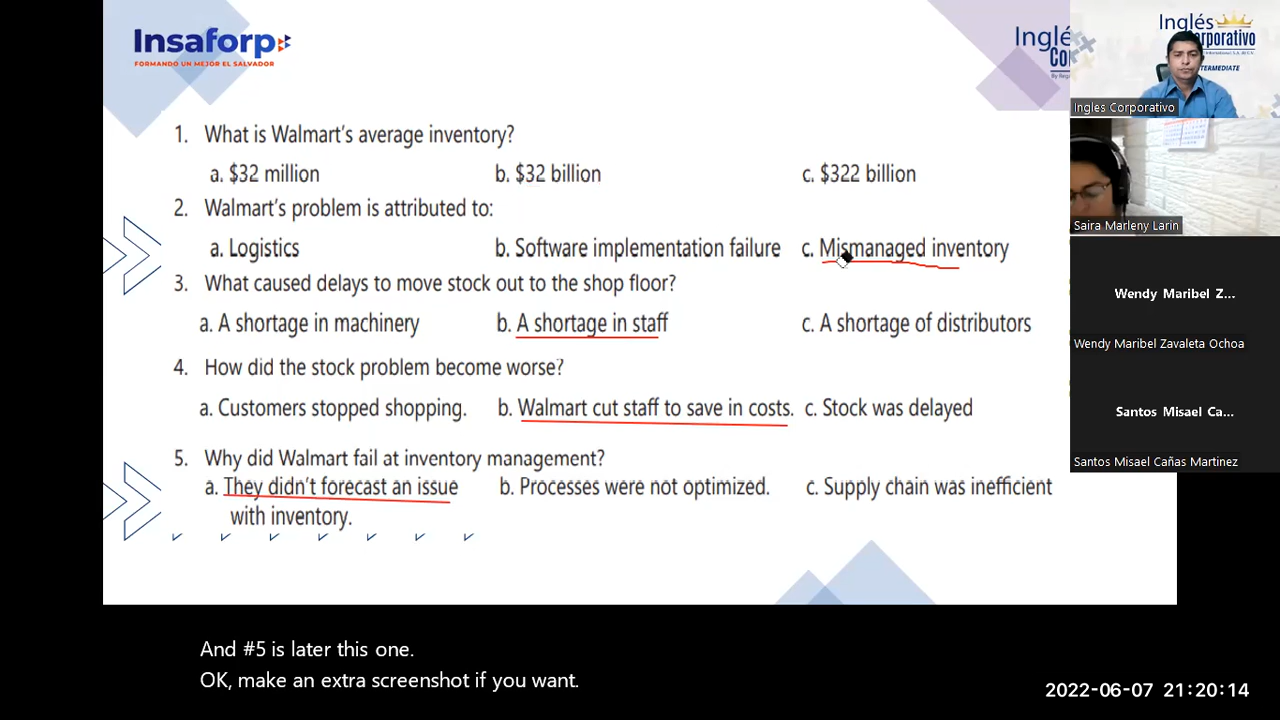 Insaforp
FORMANDO UN MEJOR EL SALVADOR
1. What is Walmart's average inventory?
a. $32 million b. $32 billion c. $322 billion
2. Walmart's problem is attributed to:
a. Logistics b. Software implementation failure c. Mismanaged inventory
3. What caused delays to move stock out to the shop floor?
a. A shortage in machinery b. A shortage in staff c. A shortage of distributors
4. How did the stock problem become worse?
a. Customers stopped shopping. b. Walmart cut staff to save in costs. c. Stock was delayed
5. Why did Walmart fail at inventory management?
a. They didn't forecast an issue b. Processes were not optimized. c. Supply chain was inefficient
with inventory.
And #5 is later this one.
OK, make an extra screenshot if you want.
Inglés
Ingles Corporativo
Saira Marleny Larin
Wendy Maribel Z...
Wendy Maribel Zavaleta Ochoa
Santos Misael Ca...
Santos Misael Cañas Martinez
2022-06-07 21:20:14